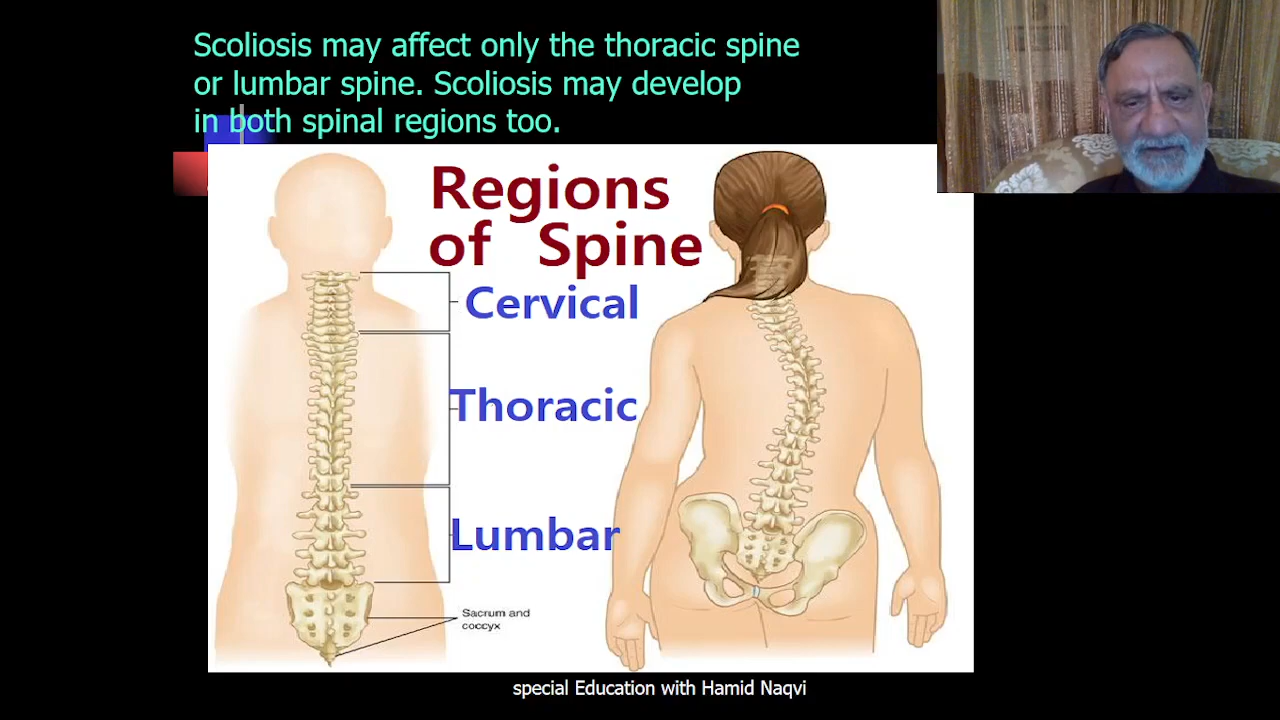 Scoliosis may affect only the thoracic spine
or lumbar spine. Scoliosis may develop
in both spinal regions too.
Regions
of Spine
Cervical
Thoracic
Lumbar
Sacrum and
coccyx
special Education with Hamid Naqvi